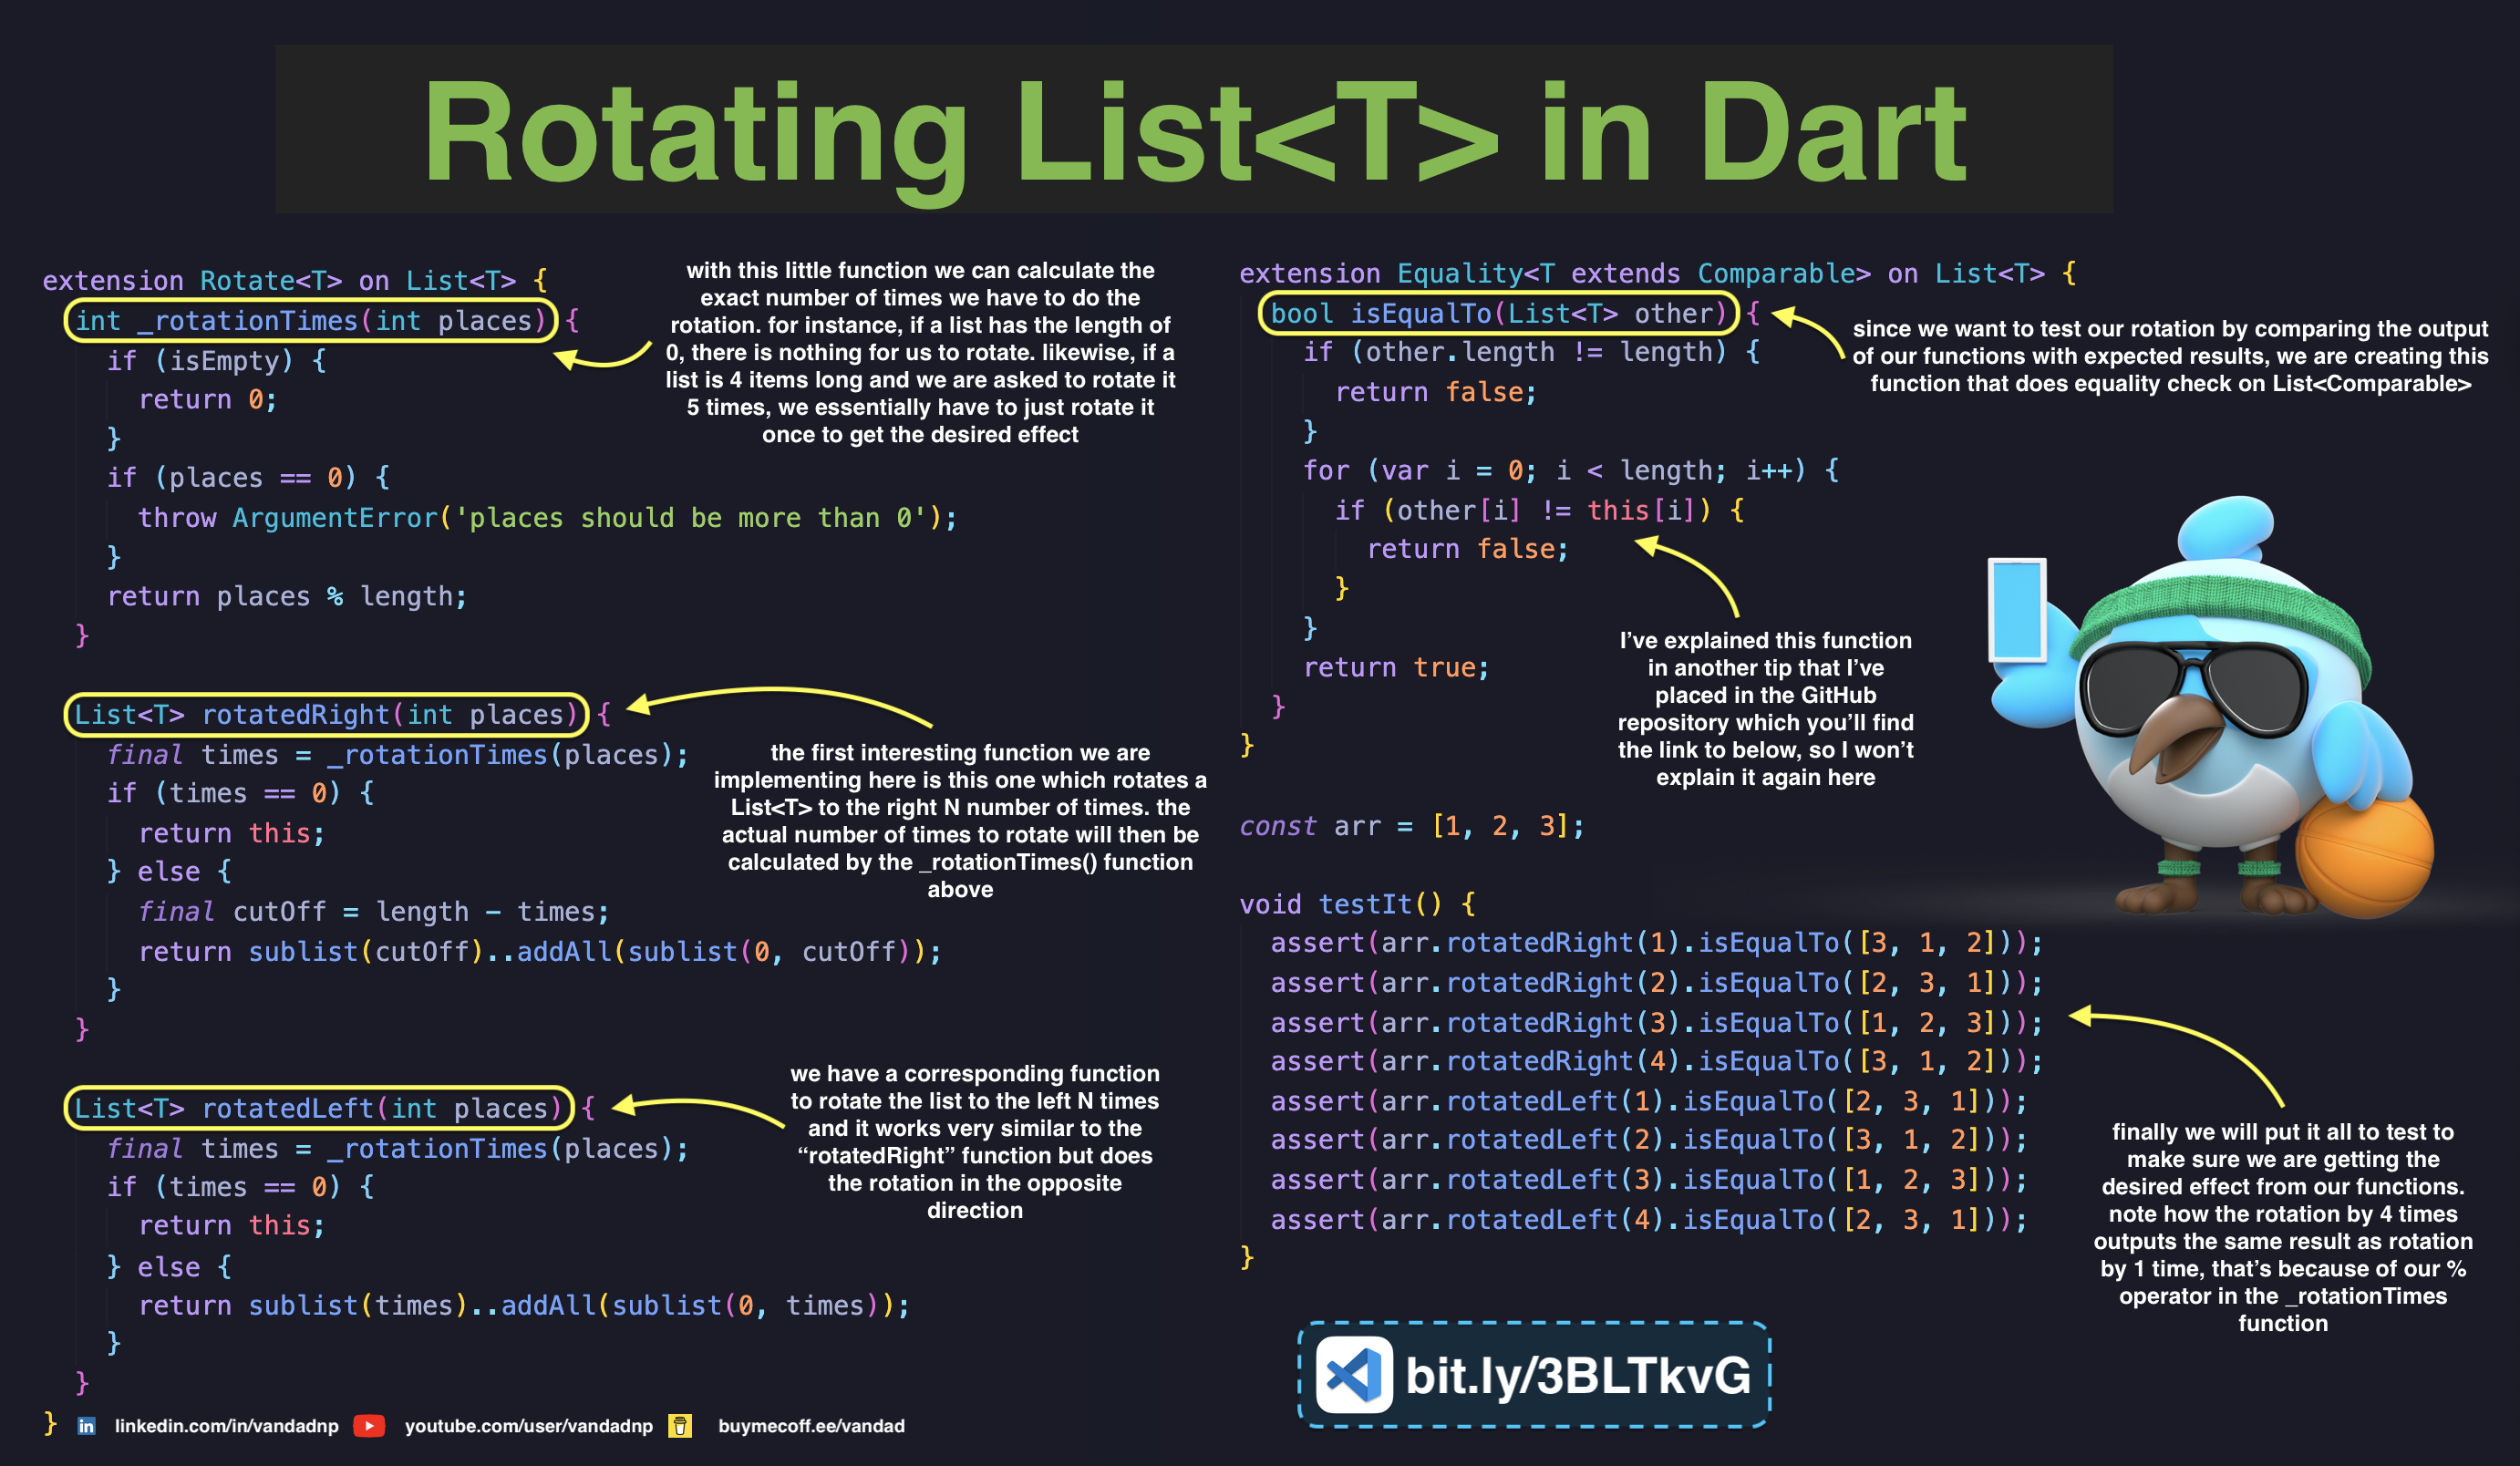 Rotating List<T> in Dart
extension Rotate<T> on List<T> {
int _rotationTimes(int places) {
if (isEmpty) {
return 0;
}
if (places == 0) {
throw ArgumentError('places should be more than 0');
}
return places % length;
}
with this little function we can calculate the
exact number of times we have to do the
rotation. for instance, if a list has the length of
0, there is nothing for us to rotate. likewise, if a
list is 4 items long and we are asked to rotate it
5 times, we essentially have to just rotate it
once to get the desired effect
List<T> rotatedRight(int places) {
final times = _rotationTimes(places);
if (times == 0) {
return this;
} else {
final cutOff = length - times;
return sublist(cutOff)..addAll(sublist(0, cutOff));
}
}
the first interesting function we are
implementing here is this one which rotates a
List<T> to the right N number of times. the
actual number of times to rotate will then be
calculated by the _rotationTimes() function
above
List<T> rotatedLeft(int places) {
final times = _rotationTimes(places);
if (times == 0) {
return this;
} else {
return sublist(times)..addAll(sublist(0, times));
}
}
}
we have a corresponding function
to rotate the list to the left N times
and it works very similar to the
“rotatedRight” function but does
the rotation in the opposite
direction
extension Equality<T extends Comparable> on List<T> {
bool isEqualTo(List<T> other) {
if (other.length != length) {
return false;
}
for (var i = 0; i < length; i++) {
if (other[i] != this[i]) {
return false;
}
}
return true;
}
}
since we want to test our rotation by comparing the output
of our functions with expected results, we are creating this
function that does equality check on List<Comparable>
I’ve explained this function
in another tip that I’ve
placed in the GitHub
repository which you’ll find
the link to below, so I won’t
explain it again here
const arr = [1, 2, 3];
void testIt() {
assert(arr.rotatedRight(1).isEqualTo([3, 1, 2]));
assert(arr.rotatedRight(2).isEqualTo([2, 3, 1]));
assert(arr.rotatedRight(3).isEqualTo([1, 2, 3]));
assert(arr.rotatedRight(4).isEqualTo([3, 1, 2]));
assert(arr.rotatedLeft(1).isEqualTo([2, 3, 1]));
assert(arr.rotatedLeft(2).isEqualTo([3, 1, 2]));
assert(arr.rotatedLeft(3).isEqualTo([1, 2, 3]));
assert(arr.rotatedLeft(4).isEqualTo([2, 3, 1]));
}
finally we will put it all to test to
make sure we are getting the
desired effect from our functions.
note how the rotation by 4 times
outputs the same result as rotation
by 1 time, that’s because of our %
operator in the _rotationTimes
function
bit.ly/3BLTkvG
in linkedin.com/in/vandadnp youtube.com/user/vandadnp buymecoff.ee/vandad